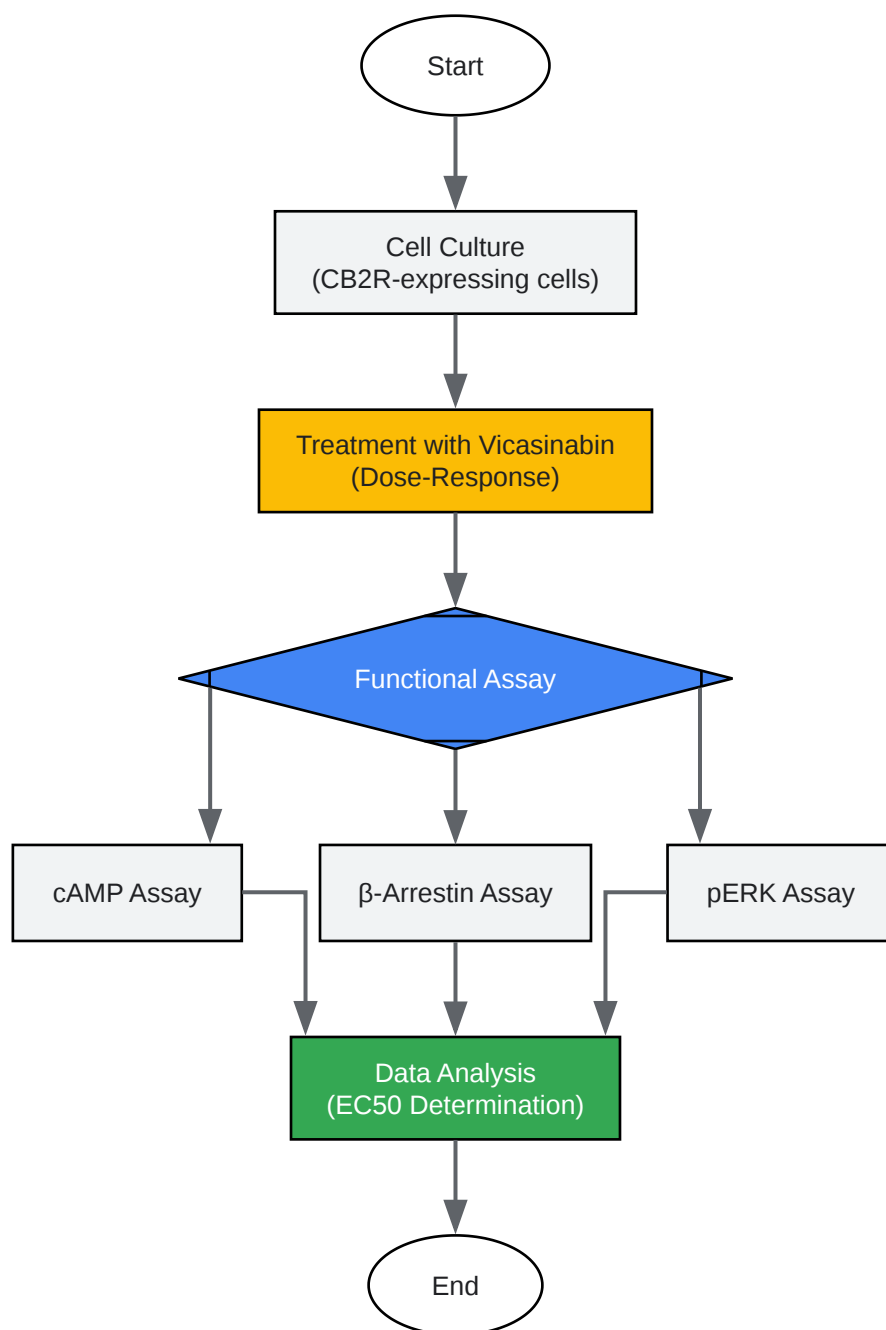 Start
Cell Culture
(CB2R-expressing cells)
Treatment with Vicasinabin
(Dose-Response)
Functional Assay
cAMP Assay
β-Arrestin Assay
pERK Assay
Data Analysis
(EC50 Determination)
End